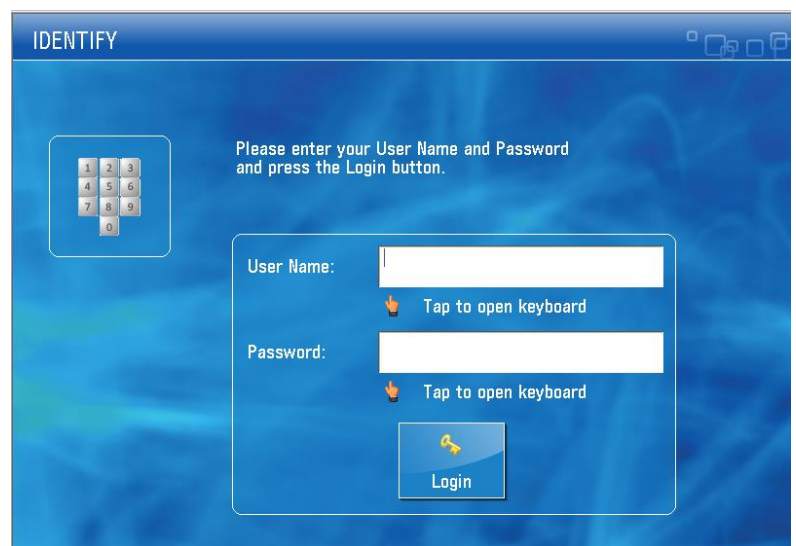 IDENTIFY
Please enter your User Name and Password
and press the Login button.
1 2 3
4 5 6
7 8 9
0
User Name:
Tap to open keyboard
Password:
Tap to open keyboard
Login